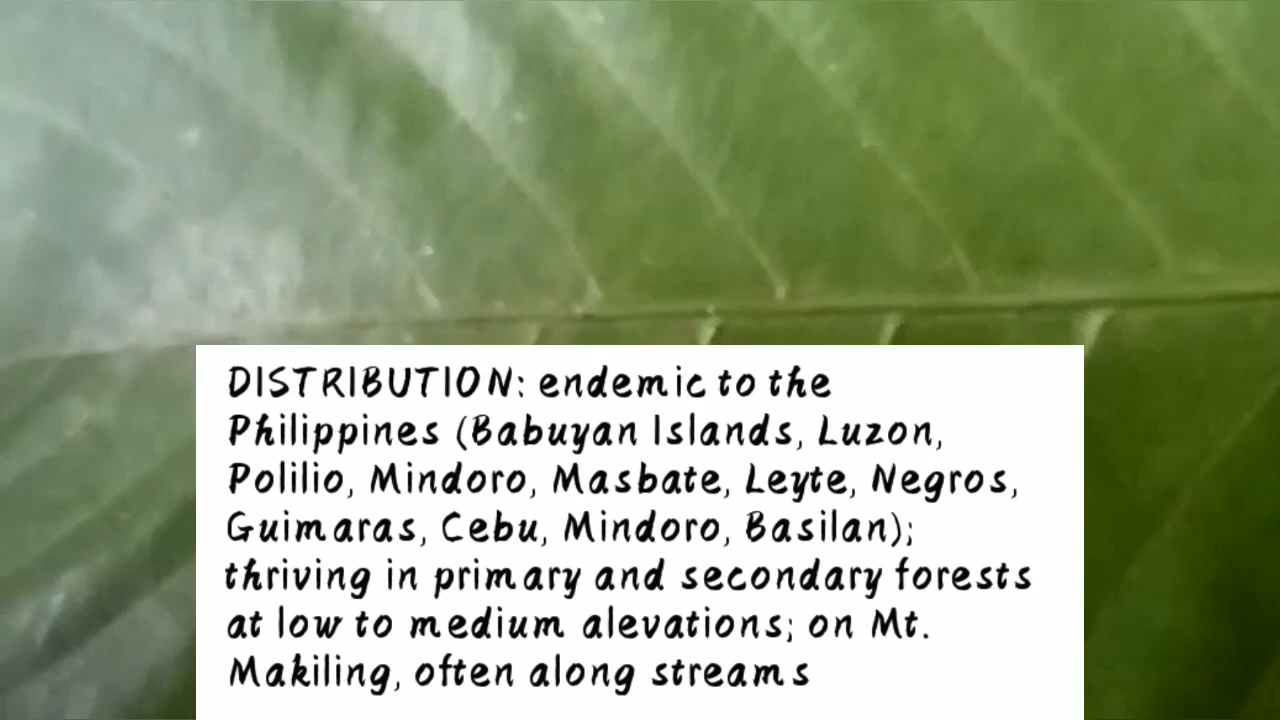 DISTRIBUTION: endemic to the
Philippines (Babuyan Islands, Luzon,
Polilio, Mindoro, Masbate, Leyte, Negros,
Guimaras, Cebu, Mindoro, Basilan);
thriving in primary and secondary forests
at low to medium alevations; on Mt.
Makiling, often along streams